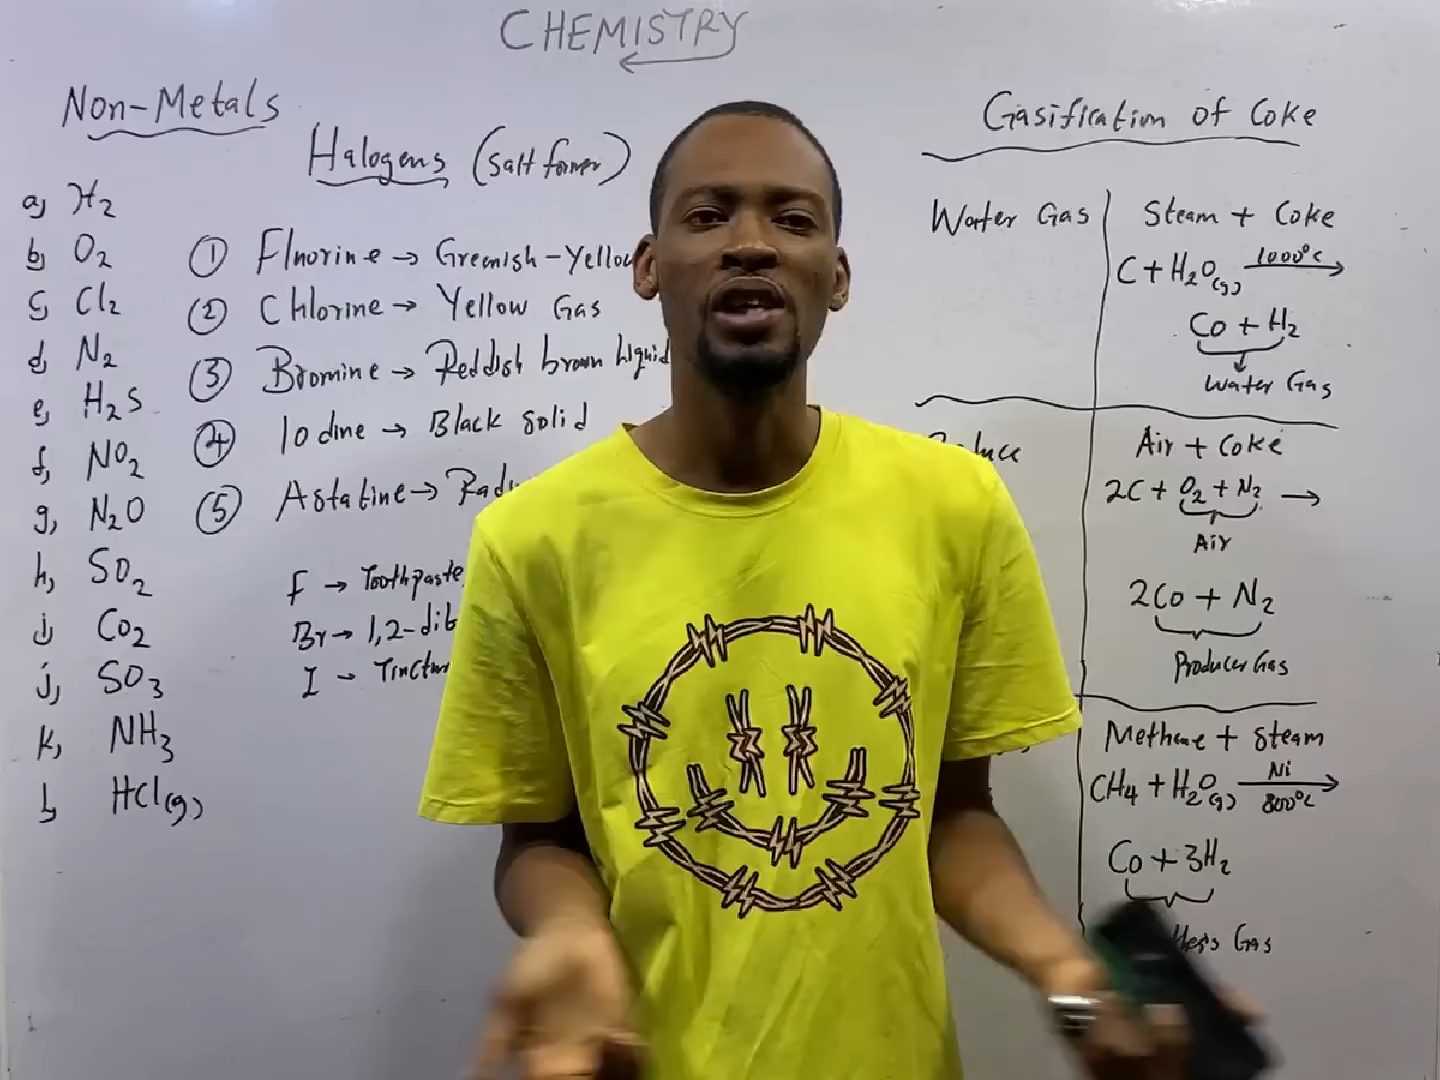 CHEMISTRY
Non-Metals
a, H2
b, O2
c, Cl2
d, N2
e, H2S
f, NO2
g, N2O
h, SO2
i, Co2
j, SO3
k, NH3
l, HCl(g)
Halogens (Salt former)
① Fluorine → Greenish-Yellow
② Chlorine → Yellow Gas
③ Bromine → Reddish brown liquid
④ Iodine → Black Solid
⑤ Astatine →
F → Toothpaste
Br → 1,2-dib
I →
Gasification of Coke
Water Gas
Steam + Coke
C + H2O(g) 1000°C →
Co + H2
Water Gas
Air + Coke
2C + O2 + N2 →
Air
2Co + N2
Producer Gas
Methane + Steam
CH4 + H2O(g) Ni 800°C →
Co + 3H2
Gas